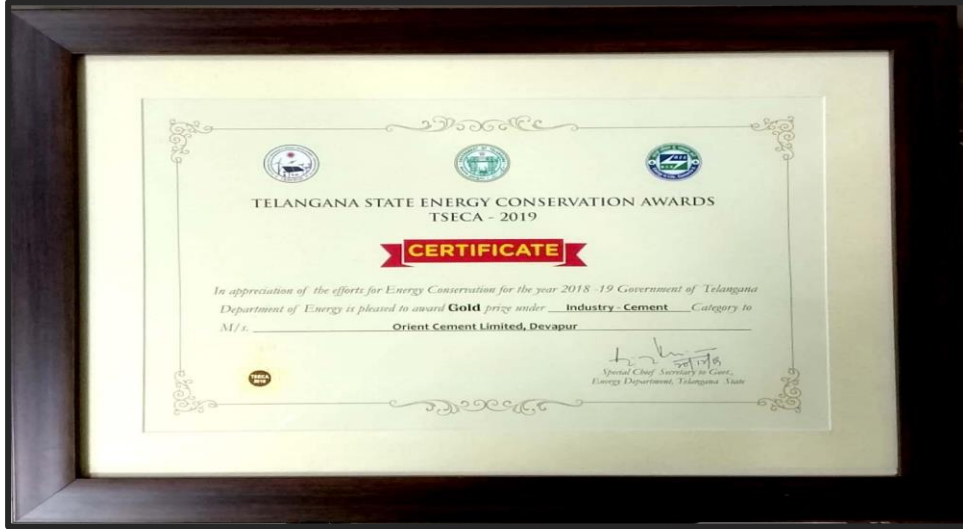 TELANGANA STATE ENERGY CONSERVATION AWARDS
TSECA - 2019
CERTIFICATE
In appreciation of the efforts for Energy Conservation for the year 2018 -19 Government of Telangana
Department of Energy is pleased to award Gold prize under Industry - Cement Category to
M/s. Orient Cement Limited, Devapur
TSECA
2019
Special Chief Secretary to Govt.,
Energy Department, Telangana State